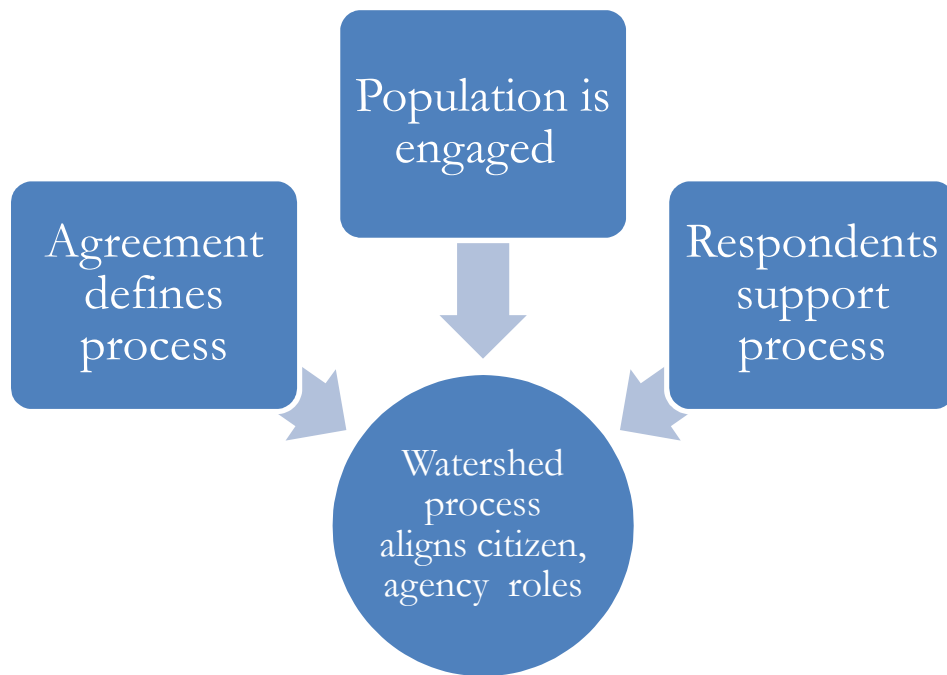 Population is
engaged
Agreement
defines
process
Respondents
support
process
Watershed
process
aligns citizen,
agency roles